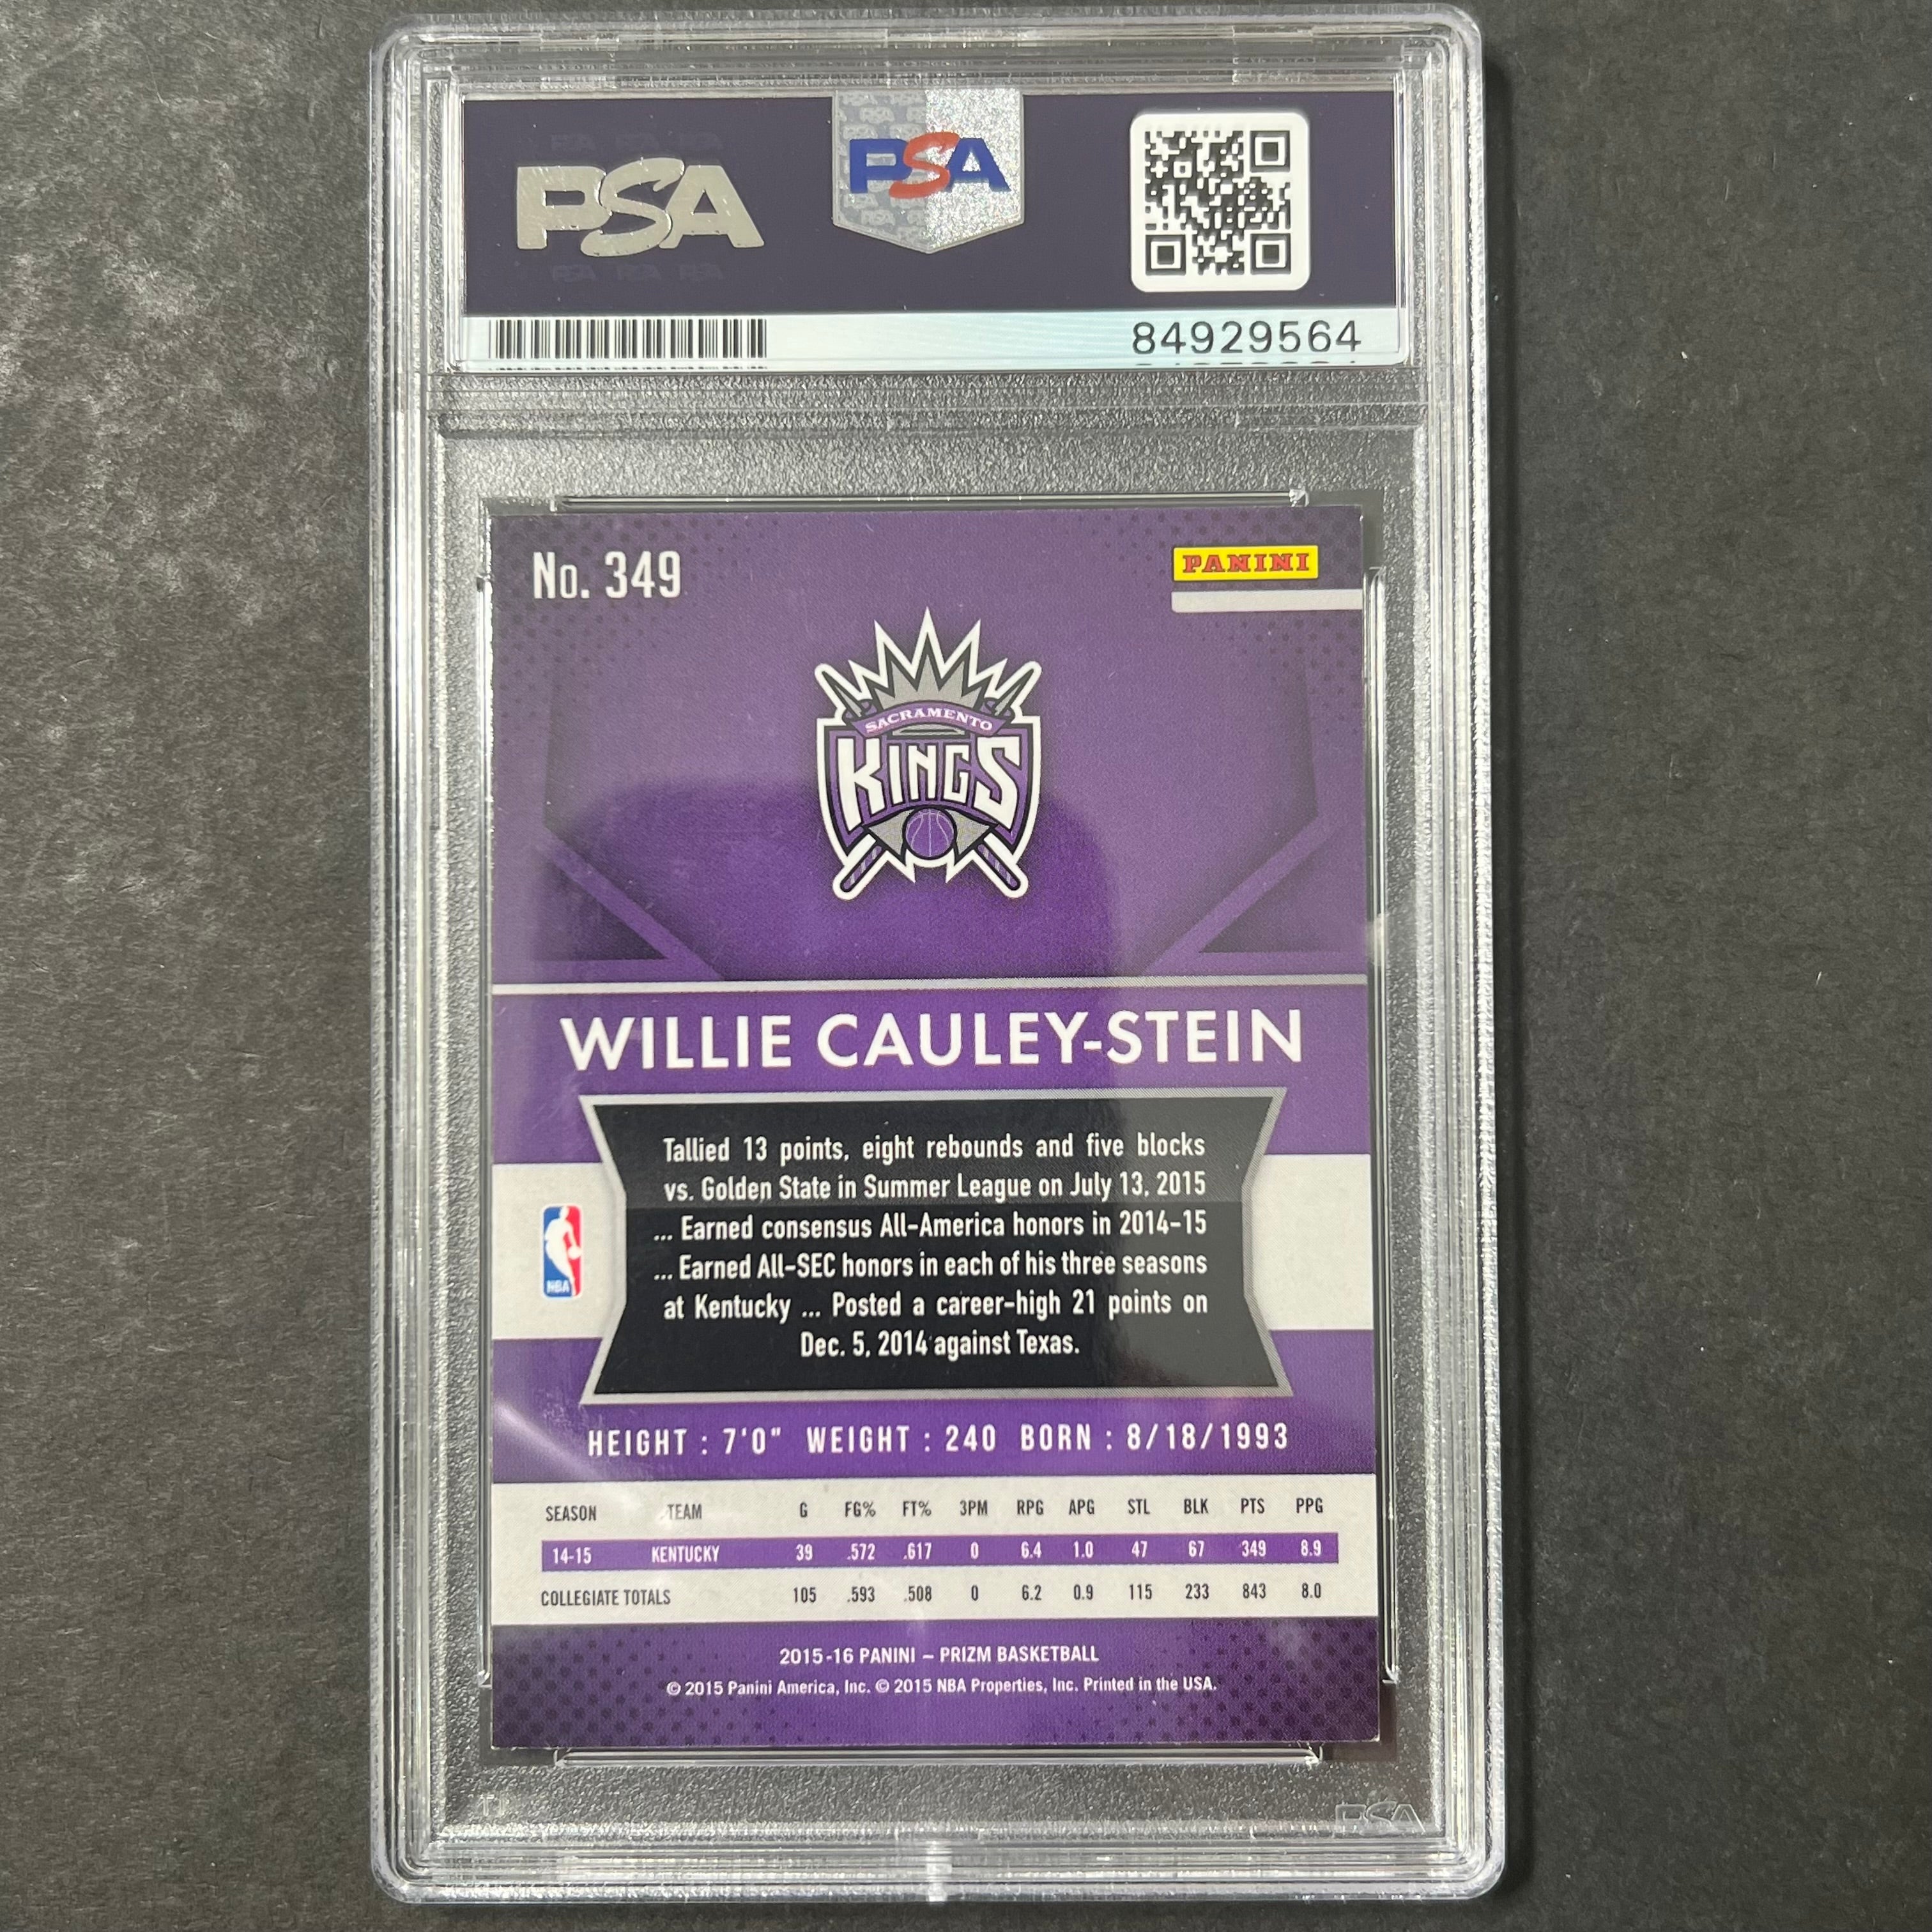 PSA
PSA
84929564
No. 349
PANINI
SACRAMENTO
KINGS
WILLIE CAULEY-STEIN
Tallied 13 points, eight rebounds and five blocks
vs. Golden State in Summer League on July 13, 2015
... Earned consensus All-America honors in 2014-15
... Earned All-SEC honors in each of his three seasons
at Kentucky ... Posted a career-high 21 points on
Dec. 5, 2014 against Texas.
NBA
HEIGHT : 7'0" WEIGHT : 240 BORN : 8/18/1993
SEASON TEAM G FG% FT% 3PM RPG APG STL BLK PTS PPG
14-15 KENTUCKY 39 .572 .617 0 6.4 1.0 47 67 349 8.9
COLLEGIATE TOTALS 105 .593 .508 0 6.2 0.9 115 233 843 8.0
2015-16 PANINI – PRIZM BASKETBALL
© 2015 Panini America, Inc. © 2015 NBA Properties, Inc. Printed in the USA.
PSA